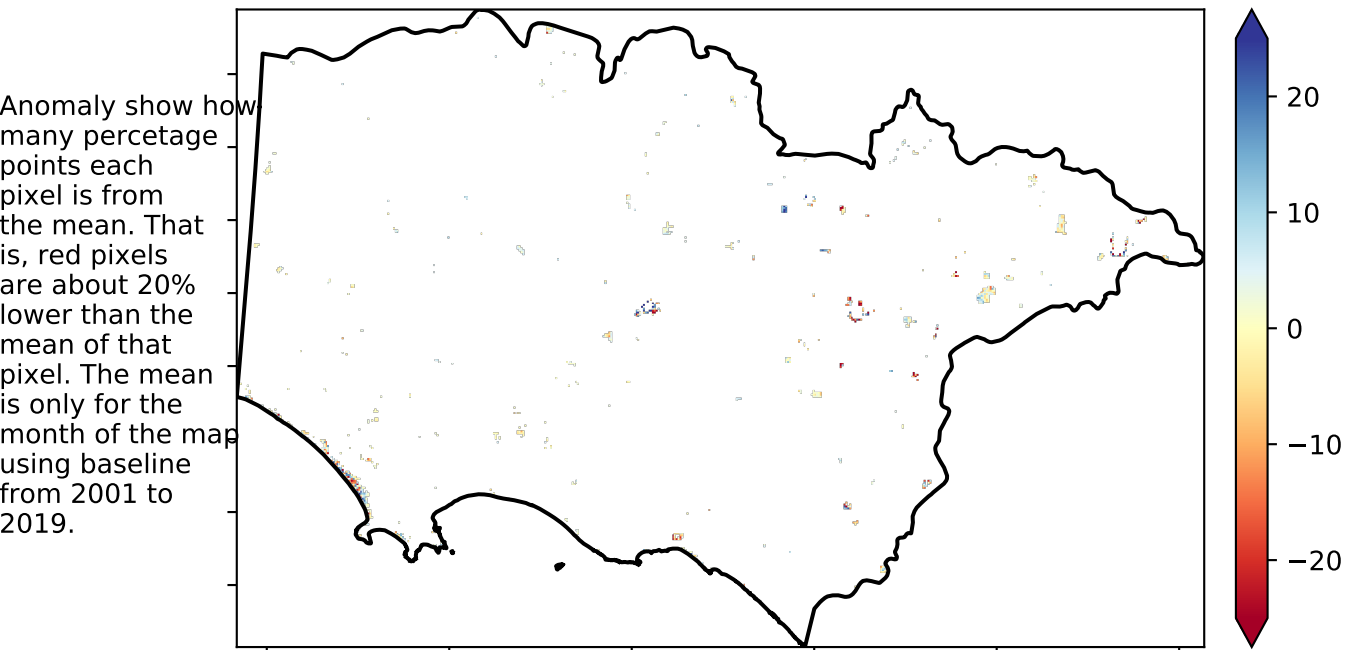 Anomaly show how
many percetage
points each
pixel is from
the mean. That
is, red pixels
are about 20%
lower than the
mean of that
pixel. The mean
is only for the
month of the map
using baseline
from 2001 to
2019.
20
10
0
−10
−20